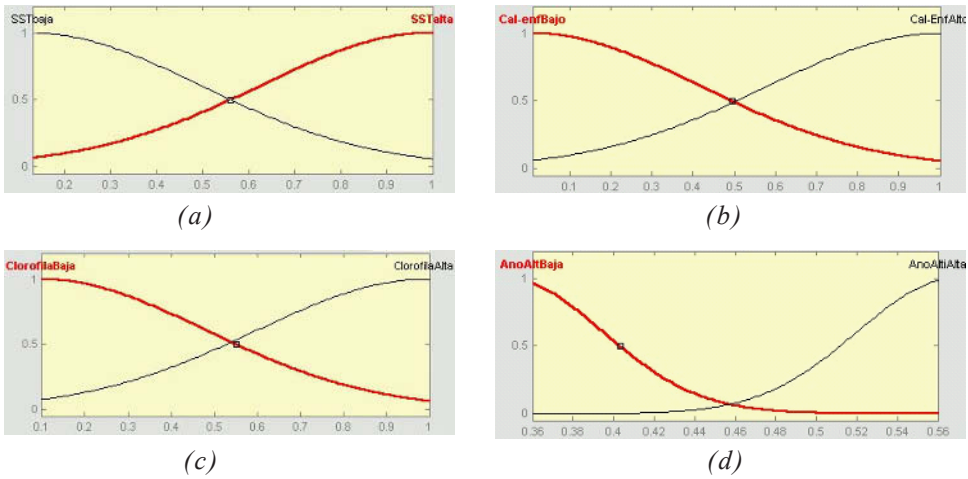 SSTbaja SSTalta
1
0.5
0
0.2 0.3 0.4 0.5 0.6 0.7 0.8 0.9 1
(a)
Cal-enfBajo Cal-EnfAlto
1
0.5
0
0.1 0.2 0.3 0.4 0.5 0.6 0.7 0.8 0.9 1
(b)
ClorofilaBaja ClorofilaAlta
1
0.5
0
0.1 0.2 0.3 0.4 0.5 0.6 0.7 0.8 0.9 1
(c)
AnoAltBaja AnoAltiAlta
1
0.5
0
0.36 0.38 0.4 0.42 0.44 0.46 0.48 0.5 0.52 0.54 0.56
(d)